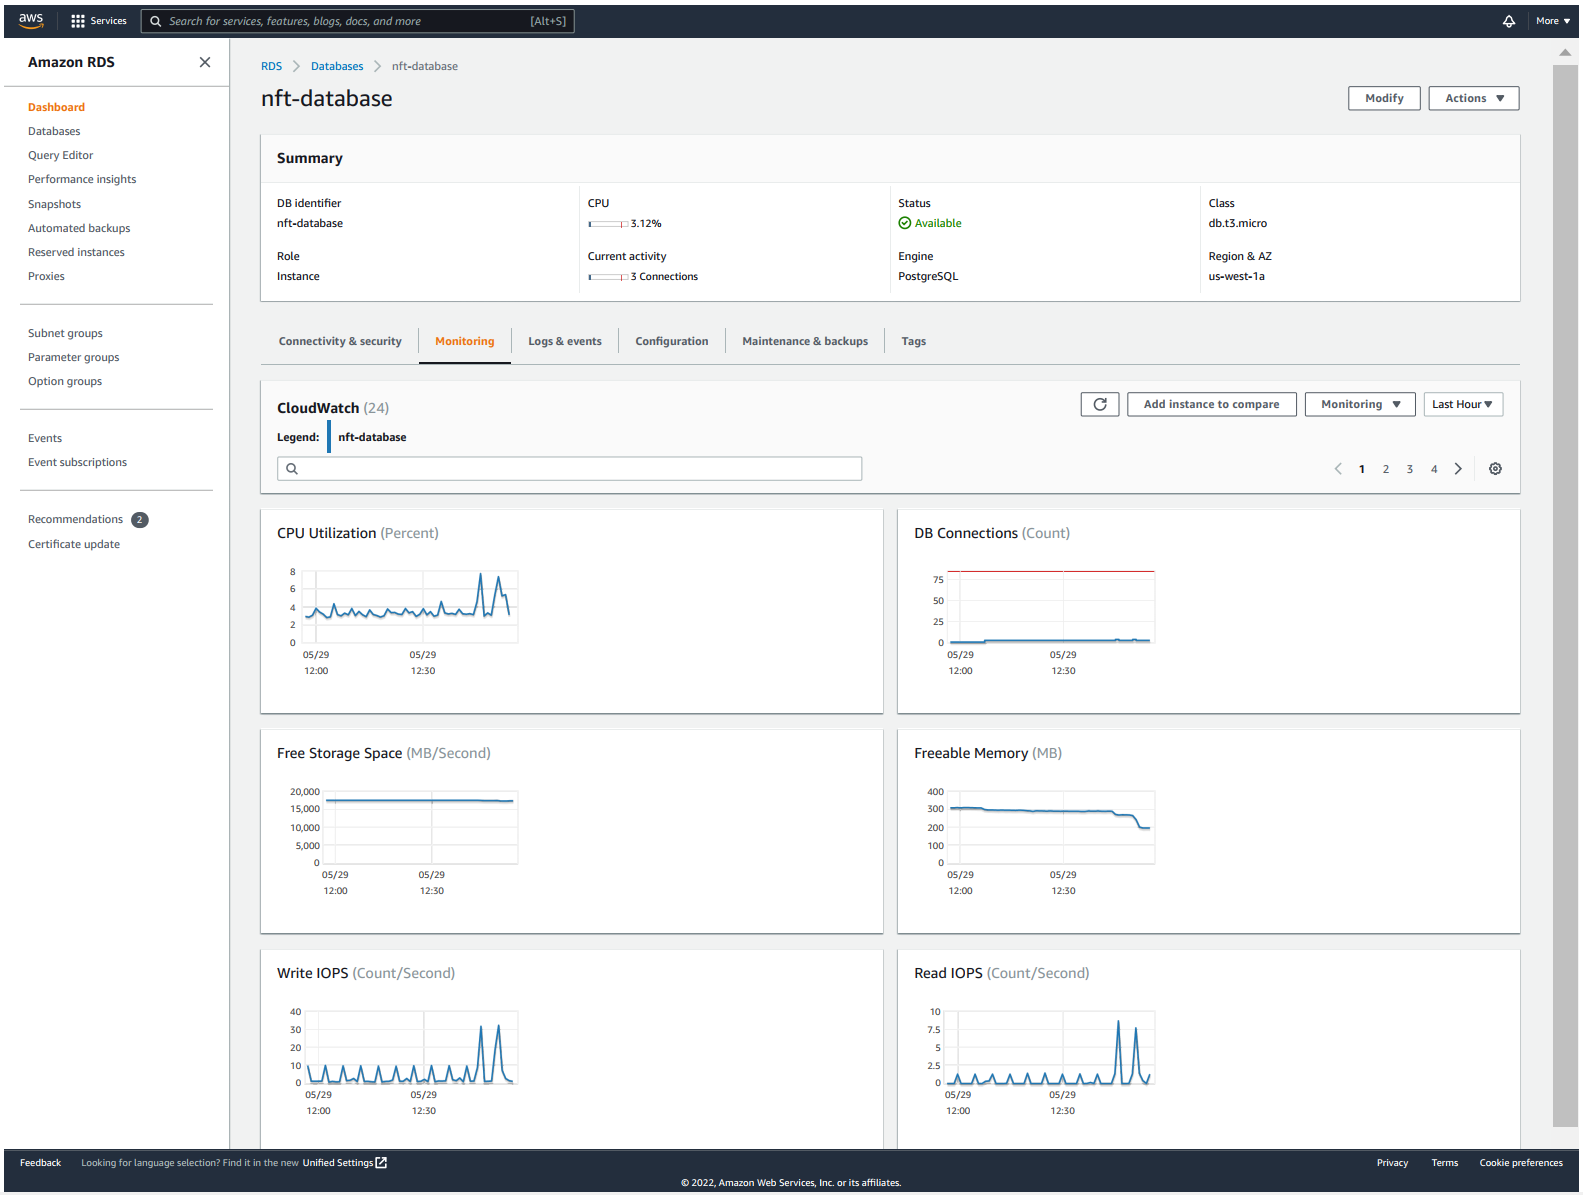 aws
Services
Search for services, features, blogs, docs, and more
[Alt+S]
More
Amazon RDS
Dashboard
Databases
Query Editor
Performance insights
Snapshots
Automated backups
Reserved instances
Proxies
Subnet groups
Parameter groups
Option groups
Events
Event subscriptions
Recommendations 2
Certificate update
RDS Databases nft-database
nft-database
Modify
Actions
Summary
DB identifier
nft-database
CPU
3.12%
Status
Available
Class
db.t3.micro
Role
Instance
Current activity
3 Connections
Engine
PostgreSQL
Region & AZ
us-west-1a
Connectivity & security
Monitoring
Logs & events
Configuration
Maintenance & backups
Tags
CloudWatch (24)
Add instance to compare
Monitoring
Last Hour
Legend: nft-database
1 2 3 4
CPU Utilization (Percent)
8
6
4
2
0
05/29 05/29
12:00 12:30
DB Connections (Count)
75
50
25
0
05/29 05/29
12:00 12:30
Free Storage Space (MB/Second)
20,000
15,000
10,000
5,000
0
05/29 05/29
12:00 12:30
Freeable Memory (MB)
400
300
200
100
0
05/29 05/29
12:00 12:30
Write IOPS (Count/Second)
40
30
20
10
0
05/29 05/29
12:00 12:30
Read IOPS (Count/Second)
10
7.5
5
2.5
0
05/29 05/29
12:00 12:30
Feedback
Looking for language selection? Find it in the new Unified Settings
Privacy
Terms
Cookie preferences
© 2022, Amazon Web Services, Inc. or its affiliates.